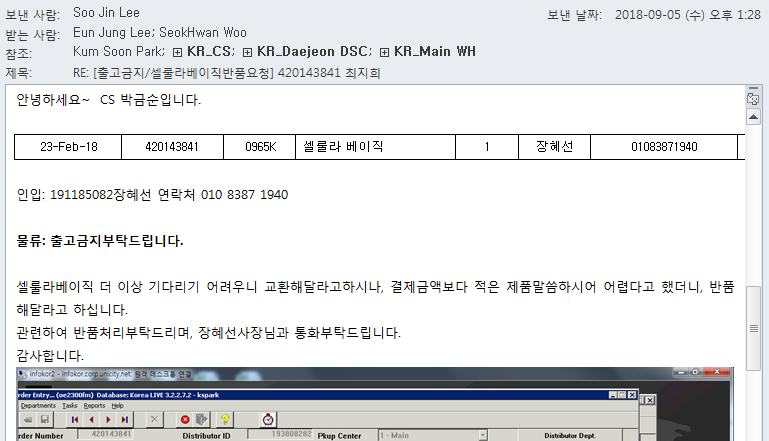 보낸 사람: Soo Jin Lee 보낸 날짜: 2018-09-05 (수) 오후 1:28
받는 사람: Eun Jung Lee; SeokHwan Woo
참조: Kum Soon Park; KR_CS; KR_Daejeon DSC; KR_Main WH
제목: RE: [출고금지/셀룰라베이직반품요청] 420143841 최지희
안녕하세요~ CS 박금순입니다.
23-Feb-18 420143841 0965K 셀룰라 베이직 1 장혜선 01083871940
인입: 191185082장혜선 연락처 010 8387 1940
물류: 출고금지부탁드립니다.
셀룰라베이직 더 이상 기다리기 어려우니 교환해달라고하시나, 결제금액보다 적은 제품말씀하시어 어렵다고 했더니, 반품
해달라고 하십니다.
관련하여 반품처리부탁드리며, 장혜선사장님과 통화부탁드립니다.
감사합니다.
infokor2 - infokor.corp.unicity.net: 원격 데스크톱 연결
rder Entry... (oe2300fm) Database: Korea LIVE 3.2.2.7.2 - kspark
Departments Tasks Reports Help
rder Number 420143841 Distributor ID 193808282 Pkup Center 1 - Main Distributor Dept.